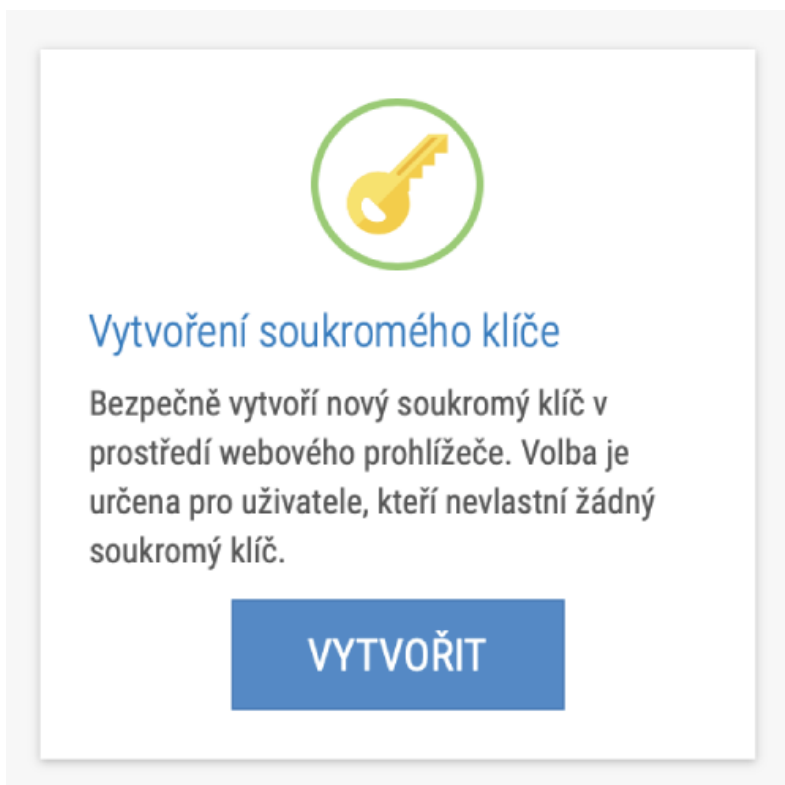 Vytvoření soukromého klíče
Bezpečně vytvoří nový soukromý klíč v
prostředí webového prohlížeče. Volba je
určena pro uživatele, kteří nevlastní žádný
soukromý klíč.
VYTVOŘIT